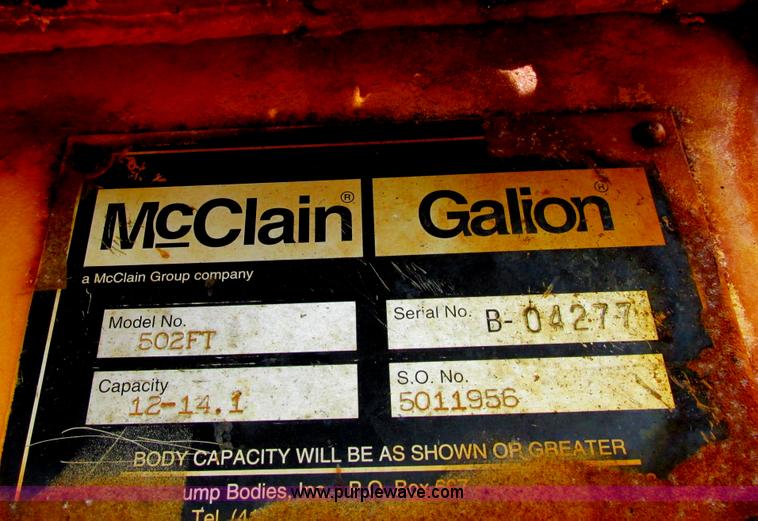 McClain® Galion®
a McClain Group company
Model No. 502FT
Serial No. B-04277
Capacity 12-14.1
S.O. No. 5011956
BODY CAPACITY WILL BE AS SHOWN OR GREATER
ump Bodies, Inc. P.O. Box
www.purplewave.com
Tel.